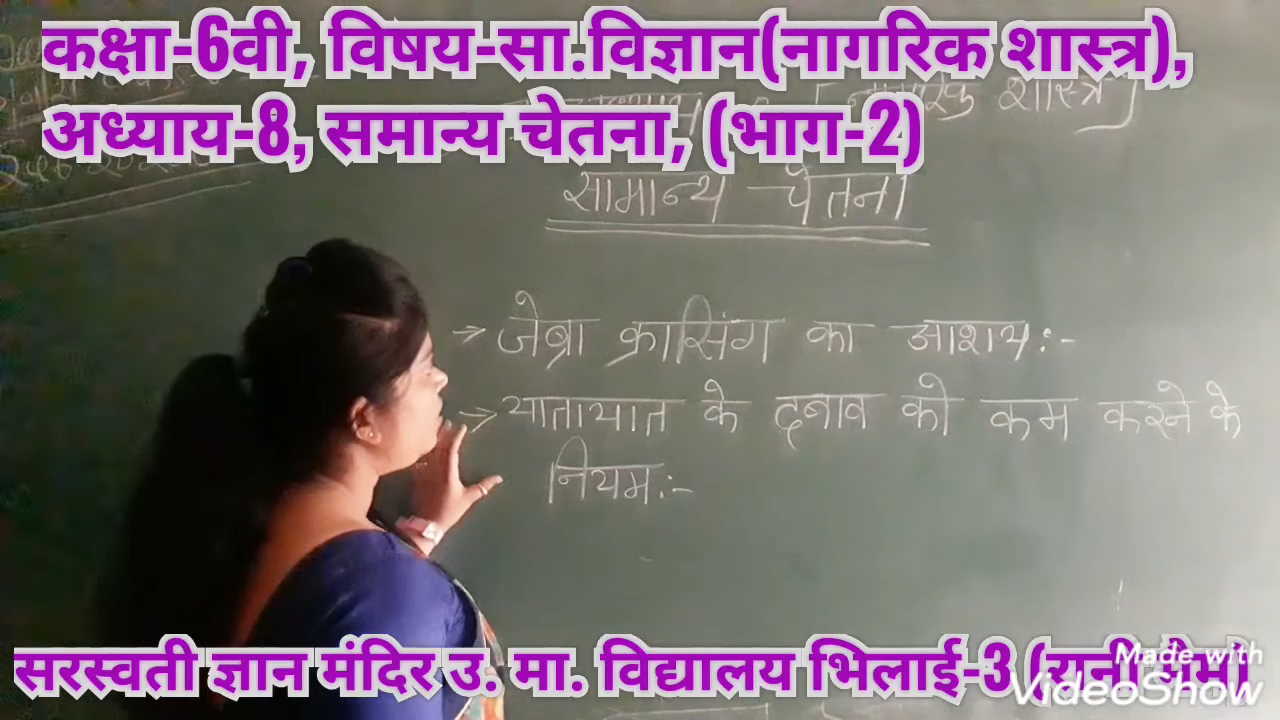 कक्षा-6वी, विषय-सा.विज्ञान(नागरिक शास्त्र),
अध्याय-8, समान्य चेतना, (भाग-2)
शास्त्र
सामान्य चेतना
→ जेब्रा क्रासिंग का आशय:-
→ यातायात के दबाव को कम करने के
नियम:-
सरस्वती ज्ञान मंदिर उ. मा. विद्यालय भिलाई-3
Made with
VideoShow